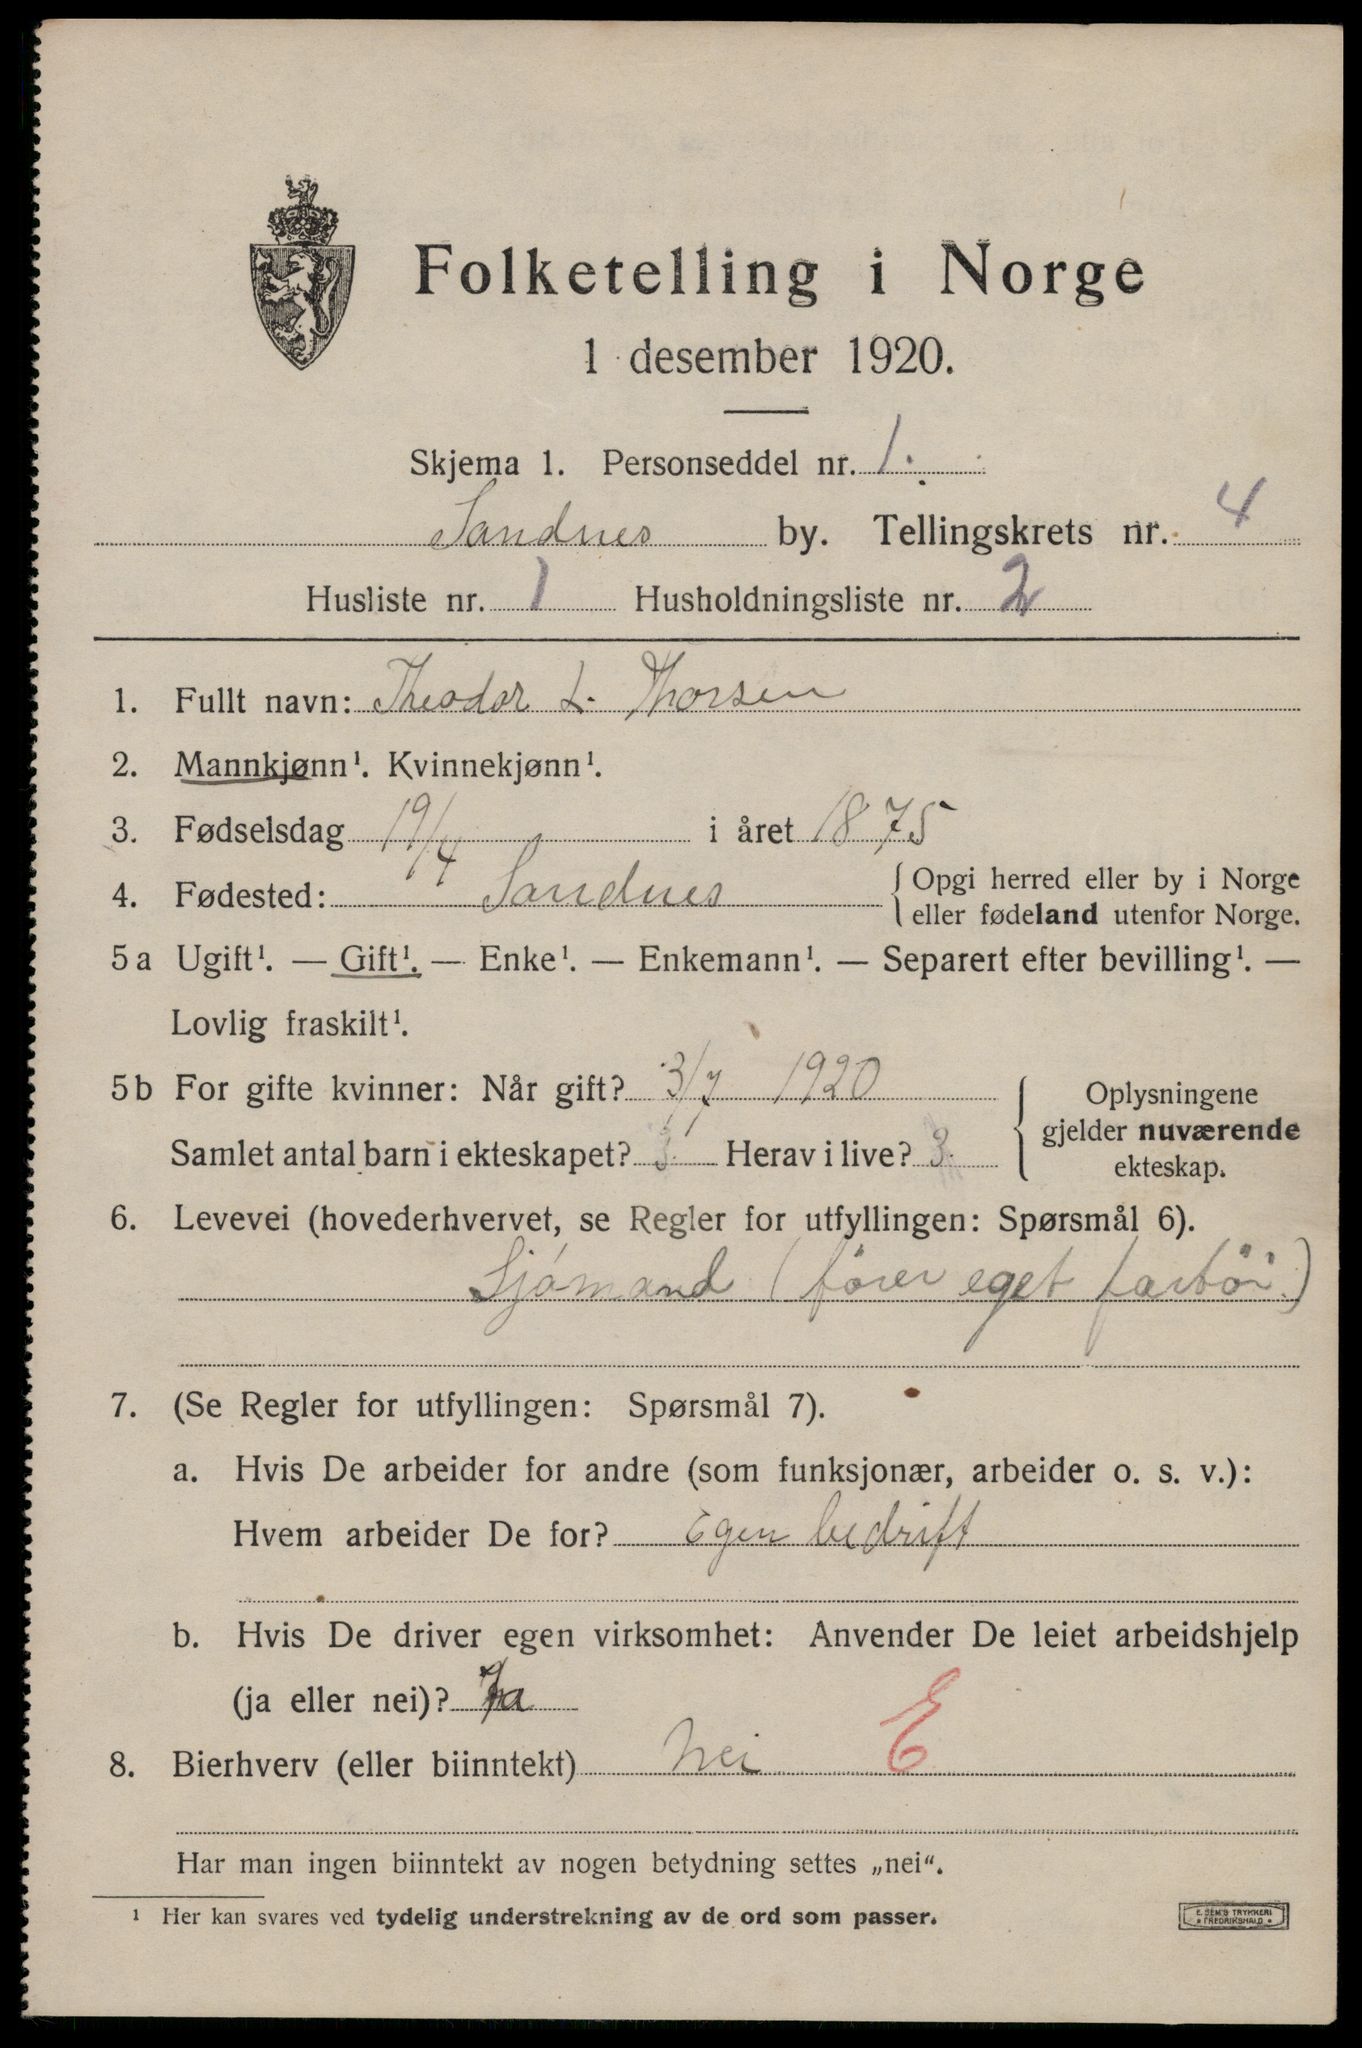 Folketelling i Norge
1 desember 1920.
Skjema 1. Personseddel nr. 1.
Sandnes by. Tellingskrets nr. 4
Husliste nr. 1 Husholdningsliste nr. 2
1. Fullt navn: Theodor L. Thorsen
2. Mannkjønn¹. Kvinnekjønn¹.
3. Fødselsdag 19/4 i året 1875
4. Fødested: Sandnes { Opgi herred eller by i Norge
eller fødeland utenfor Norge.
5a Ugift¹. — Gift¹. — Enke¹. — Enkemann¹. — Separert efter bevilling¹. —
Lovlig fraskilt¹.
5b For gifte kvinner: Når gift? 3/7 1920
Samlet antal barn i ekteskapet? 3. Herav i live? 3.
{ Oplysningene
gjelder nuværende
ekteskap.
6. Levevei (hovederhvervet, se Regler for utfyllingen: Spørsmål 6).
Sjómand (fører eget fartöi.)
7. (Se Regler for utfyllingen: Spørsmål 7).
a. Hvis De arbeider for andre (som funksjonær, arbeider o. s. v.):
Hvem arbeider De for? Egen bedrift
b. Hvis De driver egen virksomhet: Anvender De leiet arbeidshjelp
(ja eller nei)? Ja
8. Bierhverv (eller biinntekt) nei E
Har man ingen biinntekt av nogen betydning settes „nei“.
¹ Her kan svares ved tydelig understrekning av de ord som passer.
E. SEM'S TRYKKERI
* FREDRIKSHALD *